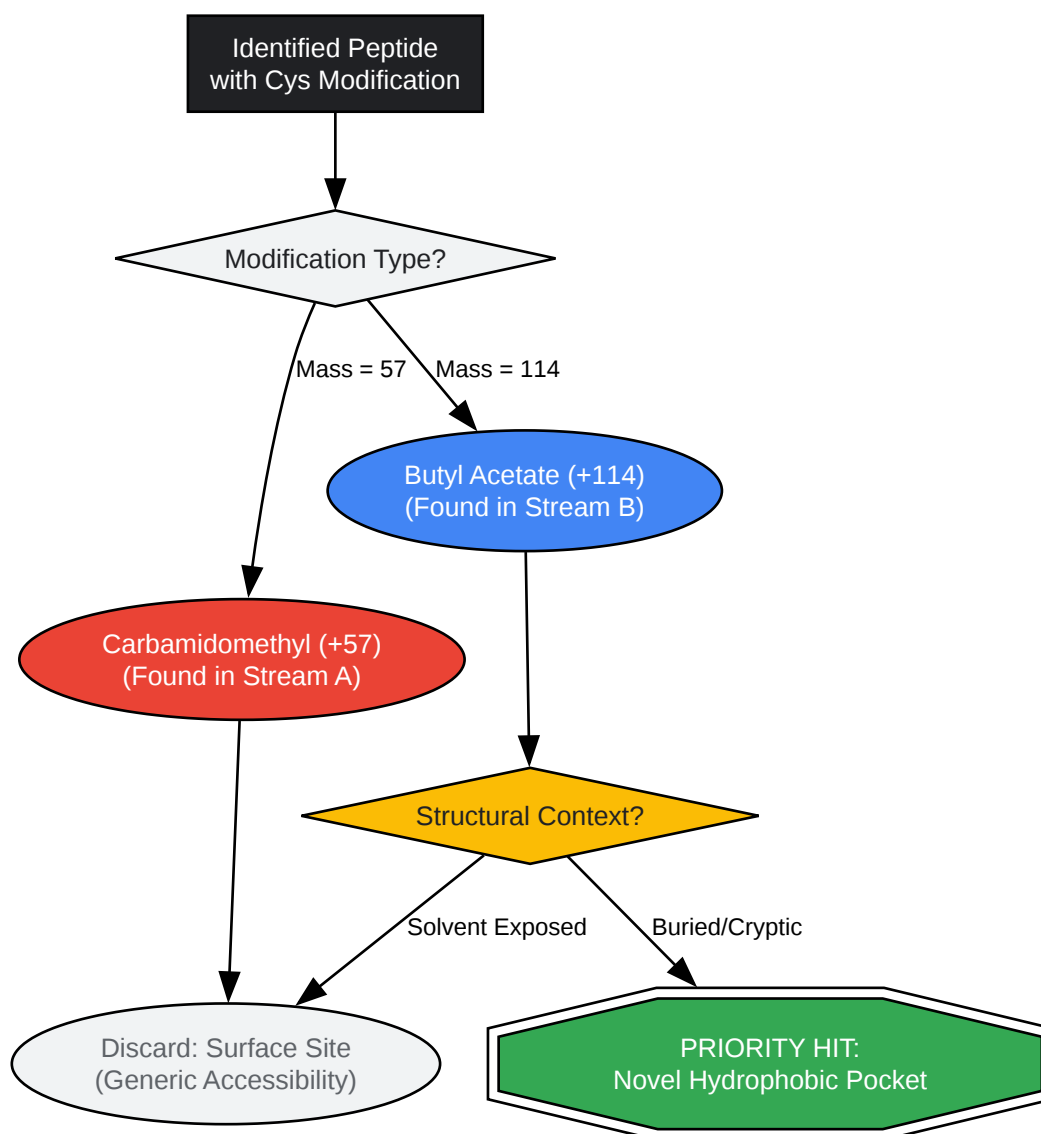 Identified Peptide
with Cys Modification
Modification Type?
Mass = 57
Mass = 114
Butyl Acetate (+114)
(Found in Stream B)
Carbamidomethyl (+57)
(Found in Stream A)
Structural Context?
Solvent Exposed
Buried/Cryptic
Discard: Surface Site
(Generic Accessibility)
PRIORITY HIT:
Novel Hydrophobic Pocket